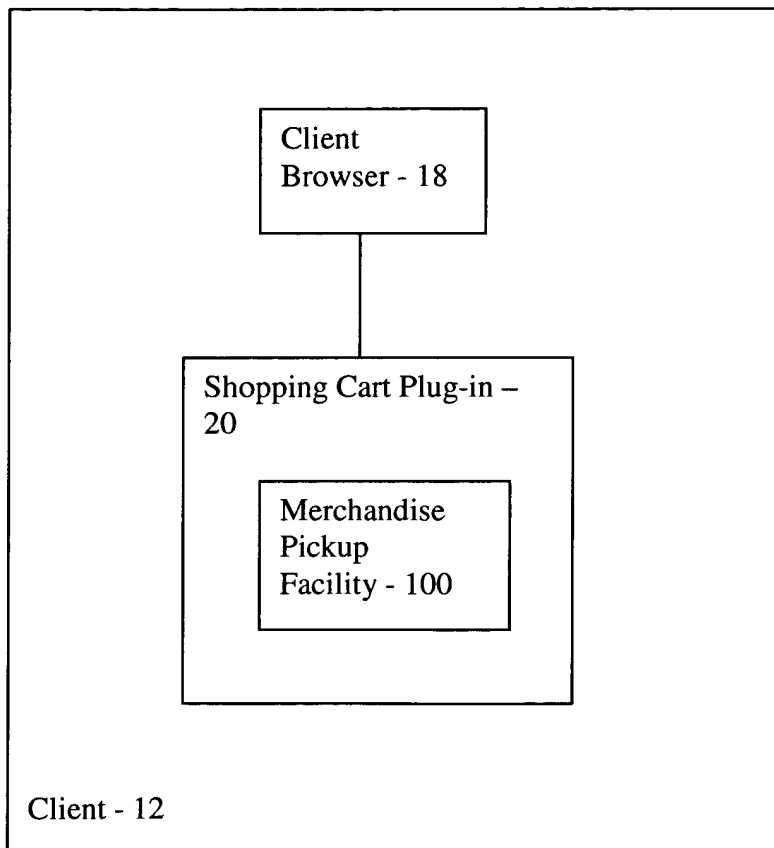 Client
Browser - 18
Shopping Cart Plug-in –
20
Merchandise
Pickup
Facility - 100
Client - 12